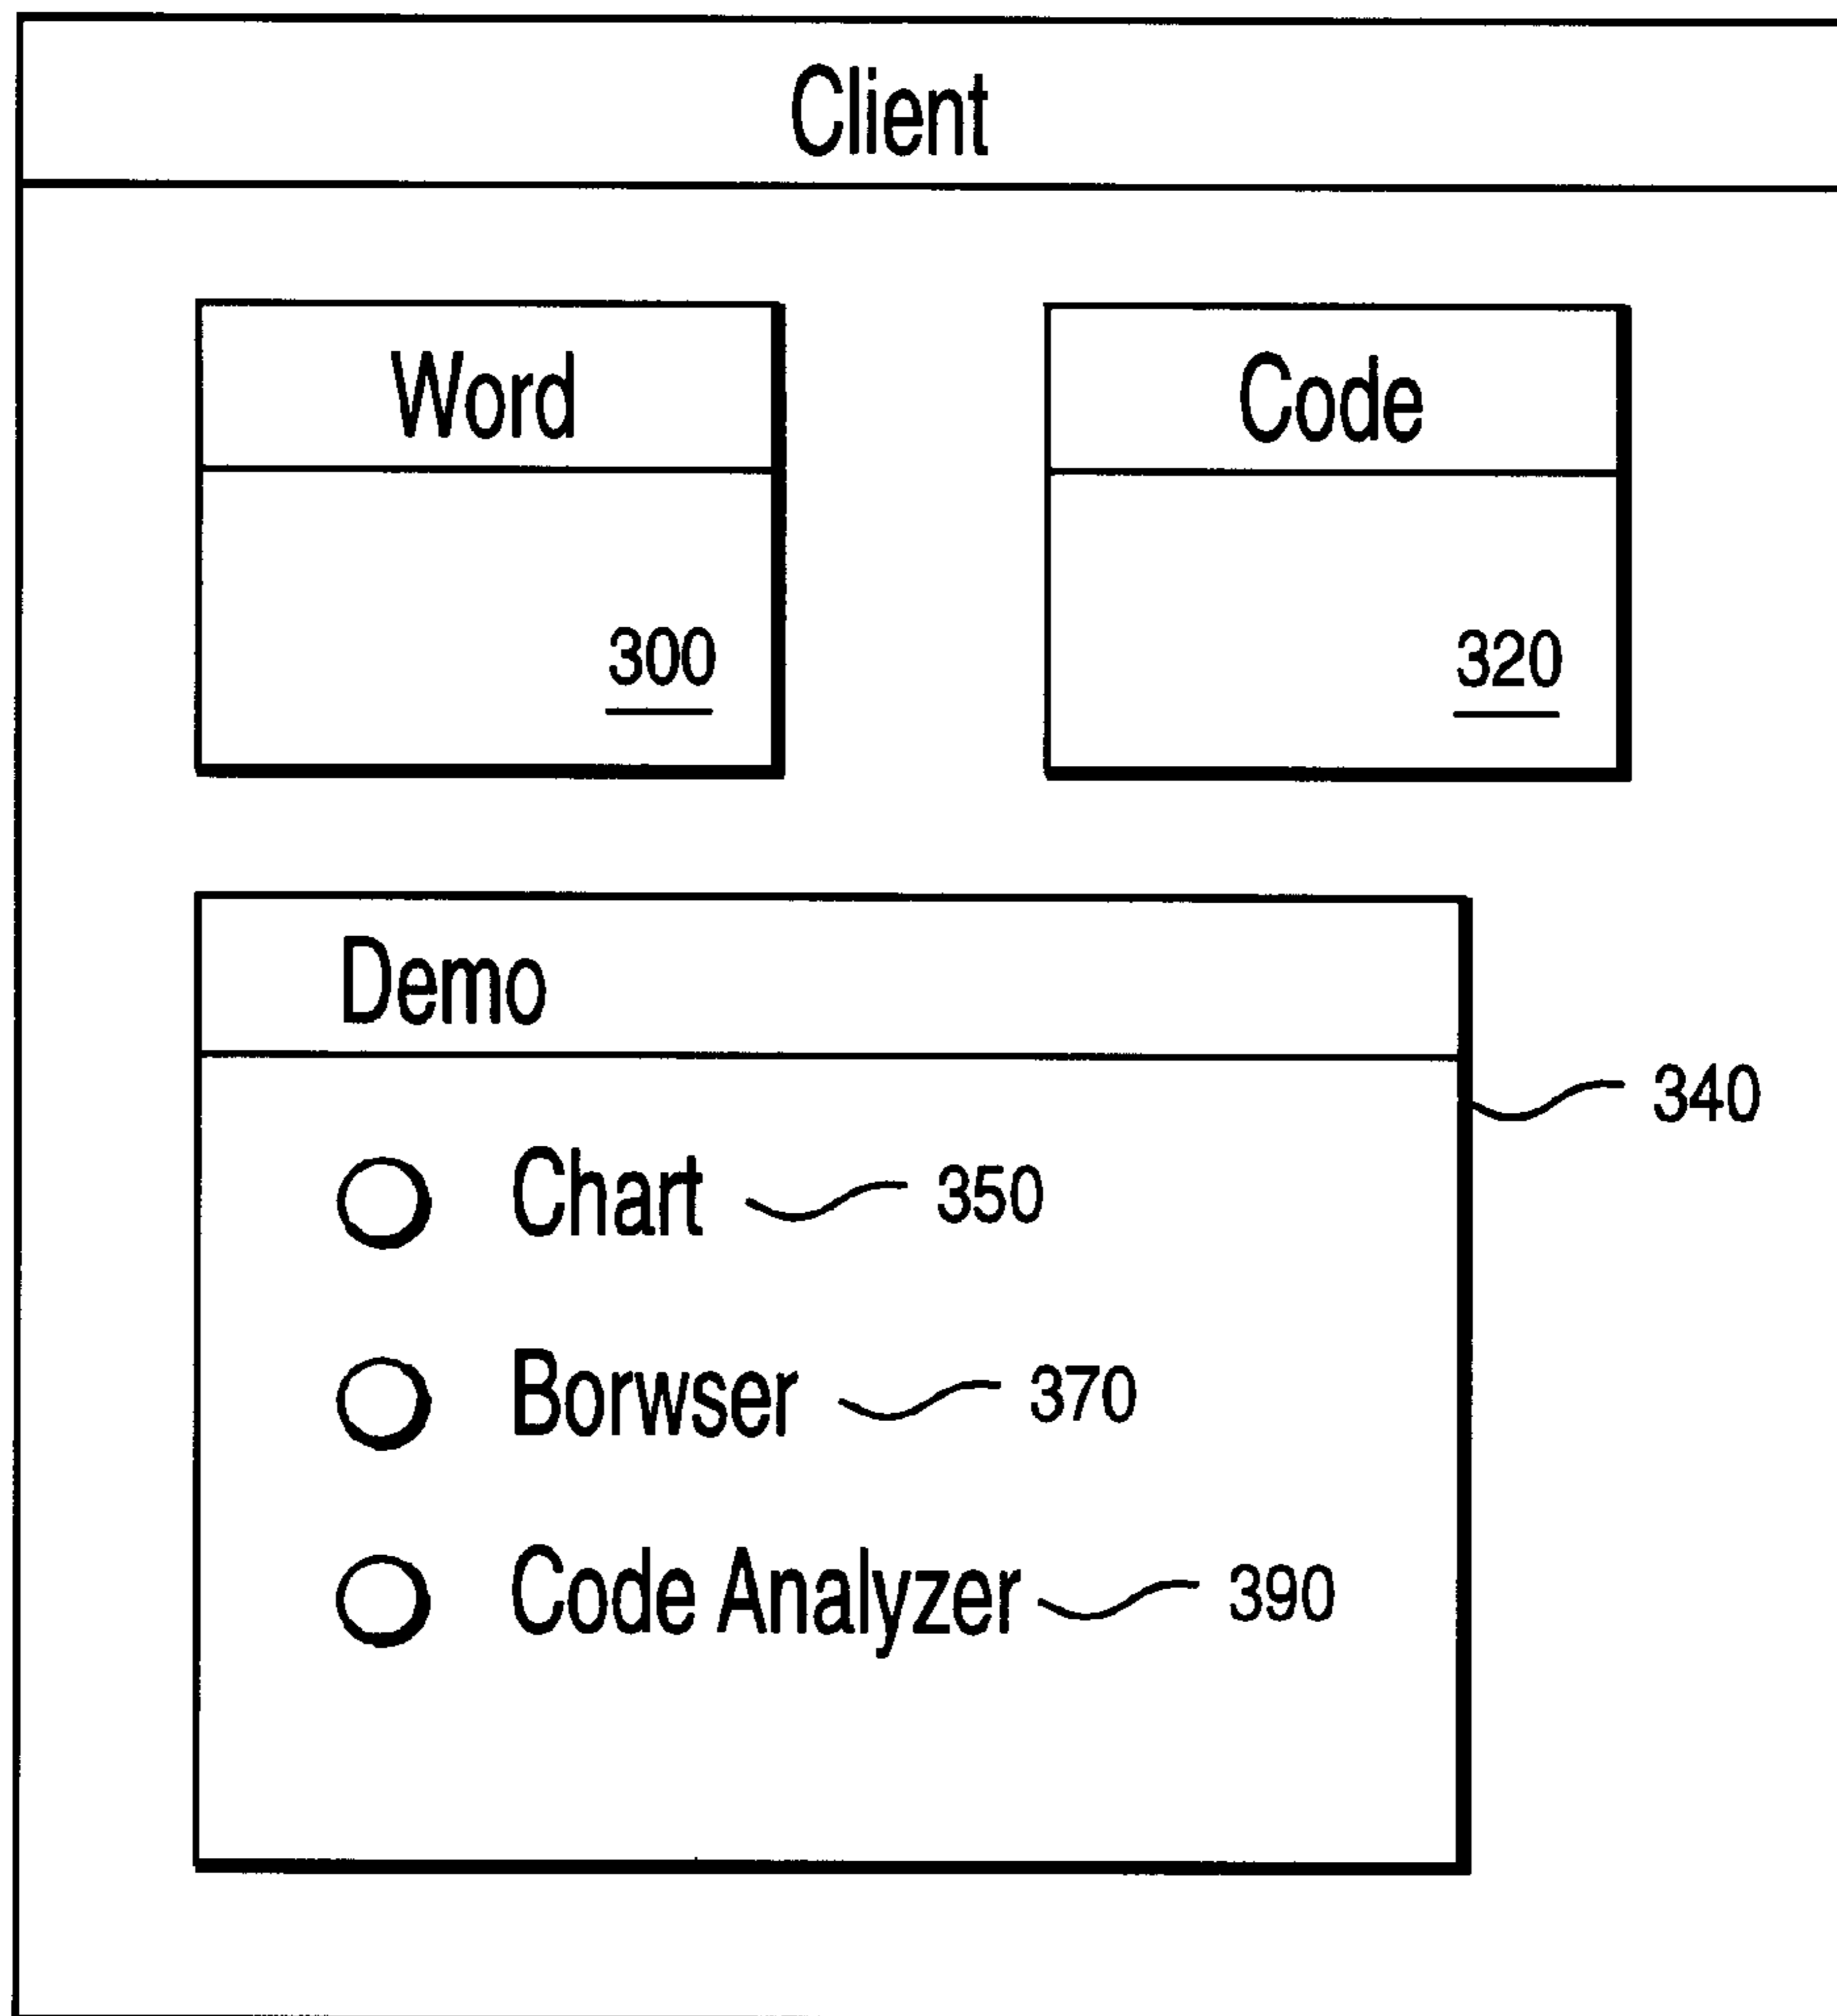 Client
Word
Code
300
320
Demo
340
Chart 350
Borwser 370
Code Analyzer 390